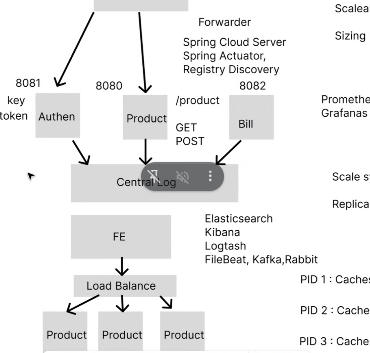 Scalea
Forwarder
Sizing
Spring Cloud Server
Spring Actuator,
Registry Discovery
8081
8080
8082
key
token
Authen
Product
/product
GET
POST
Bill
Promethe
Grafanas
Central Log
Scale s
Replica
FE
Elasticsearch
Kibana
Logtash
FileBeat, Kafka,Rabbit
Load Balance
PID 1 : Caches
PID 2 : Cache
PID 3 : Cache
Product
Product
Product